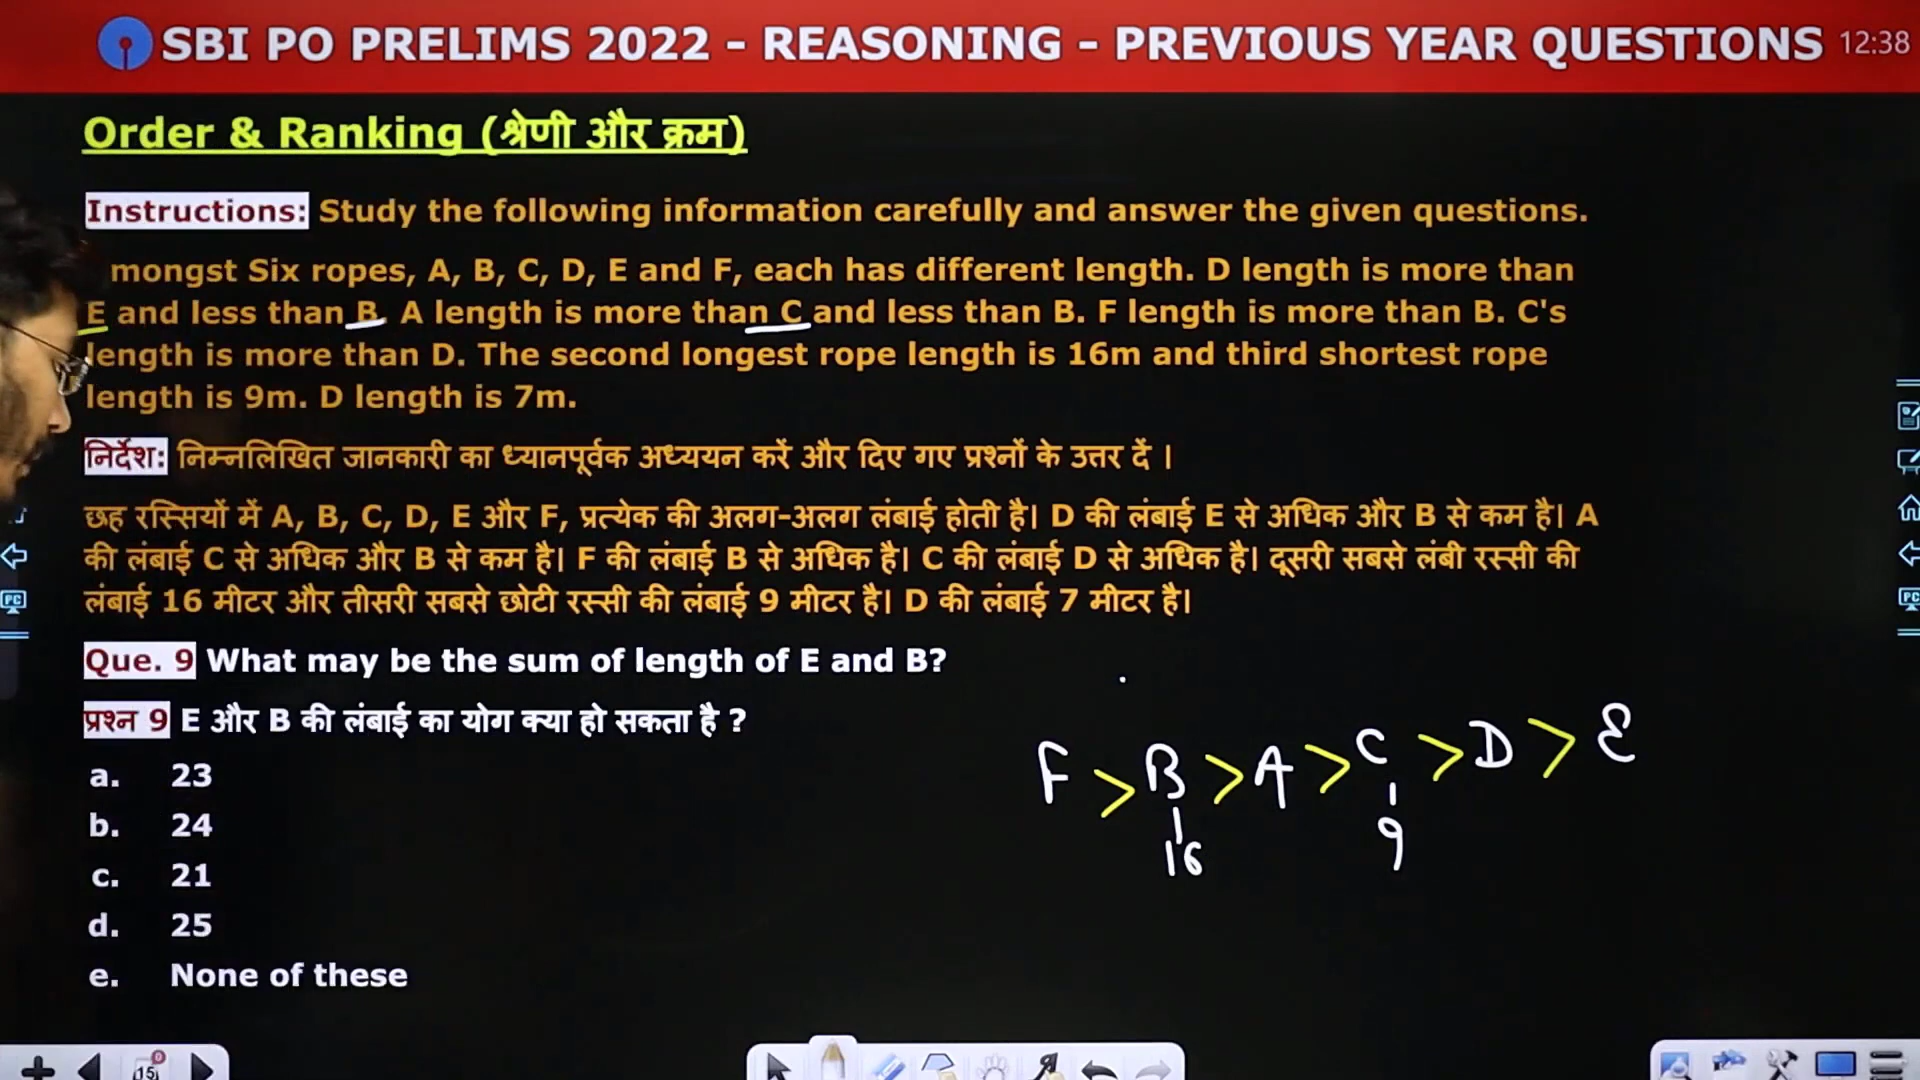 SBI PO PRELIMS 2022 - REASONING - PREVIOUS YEAR QUESTIONS 12:38
Order & Ranking (श्रेणी और क्रम)
Instructions: Study the following information carefully and answer the given questions.
mongst Six ropes, A, B, C, D, E and F, each has different length. D length is more than
E and less than B. A length is more than C and less than B. F length is more than B. C's
length is more than D. The second longest rope length is 16m and third shortest rope
length is 9m. D length is 7m.
निर्देश: निम्नलिखित जानकारी का ध्यानपूर्वक अध्ययन करें और दिए गए प्रश्नों के उत्तर दें ।
छह रस्सियों में A, B, C, D, E और F, प्रत्येक की अलग-अलग लंबाई होती है। D की लंबाई E से अधिक और B से कम है। A
की लंबाई C से अधिक और B से कम है। F की लंबाई B से अधिक है। C की लंबाई D से अधिक है। दूसरी सबसे लंबी रस्सी की
लंबाई 16 मीटर और तीसरी सबसे छोटी रस्सी की लंबाई 9 मीटर है। D की लंबाई 7 मीटर है।
Que. 9 What may be the sum of length of E and B?
प्रश्न 9 E और B की लंबाई का योग क्या हो सकता है ?
a. 23
b. 24
c. 21
d. 25
e. None of these
F > B > A > C > D > E
16 9
PC
PC
15
0